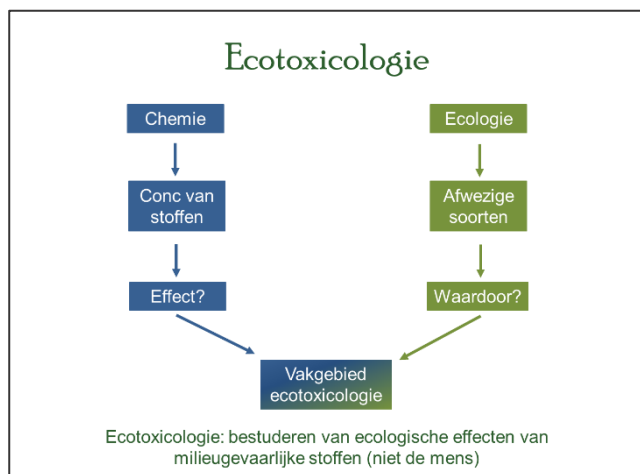 Ecotoxicologie
Chemie
Conc van
stoffen
Effect?
Ecologie
Afwezige
soorten
Waardoor?
Vakgebied
ecotoxicologie
Ecotoxicologie: bestuderen van ecologische effecten van
milieugevaarlijke stoffen (niet de mens)